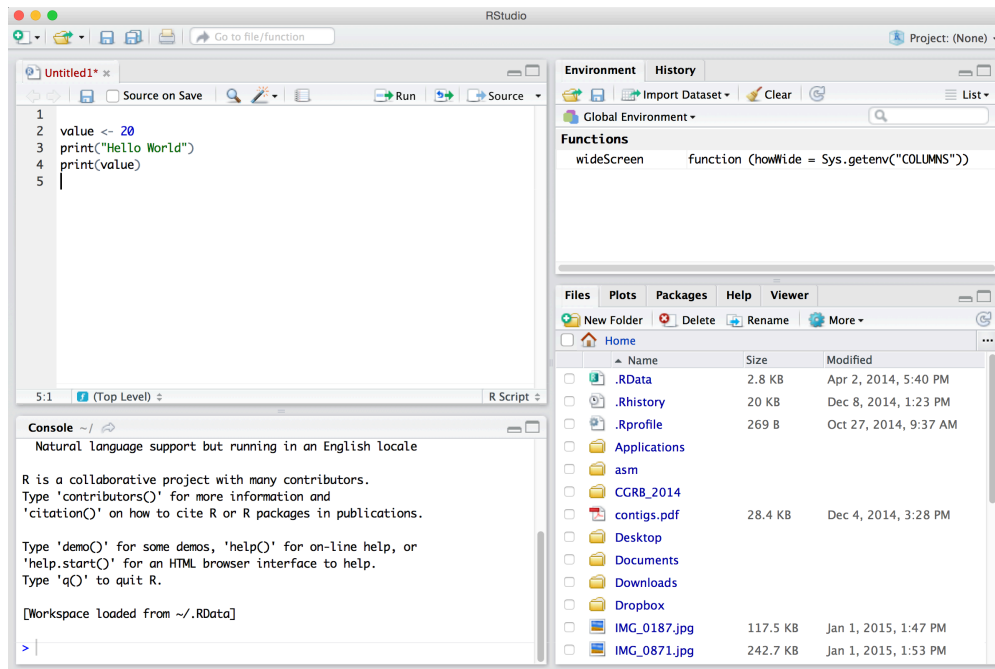 RStudio
Go to file/function
Project: (None)
Untitled1*
Source on Save
Run
Source
1
2 value <- 20
3 print("Hello World")
4 print(value)
5
5:1 (Top Level) R Script
Console ~/
Natural language support but running in an English locale
R is a collaborative project with many contributors.
Type 'contributors()' for more information and
'citation()' on how to cite R or R packages in publications.
Type 'demo()' for some demos, 'help()' for on-line help, or
'help.start()' for an HTML browser interface to help.
Type 'q()' to quit R.
[Workspace loaded from ~/.RData]
>
Environment History
Import Dataset Clear List
Global Environment
Functions
wideScreen function (howWide = Sys.getenv("COLUMNS"))
Files Plots Packages Help Viewer
New Folder Delete Rename More
Home
Name Size Modified
.RData 2.8 KB Apr 2, 2014, 5:40 PM
.Rhistory 20 KB Dec 8, 2014, 1:23 PM
.Rprofile 269 B Oct 27, 2014, 9:37 AM
Applications
asm
CGRB_2014
contigs.pdf 28.4 KB Dec 4, 2014, 3:28 PM
Desktop
Documents
Downloads
Dropbox
IMG_0187.jpg 117.5 KB Jan 1, 2015, 1:47 PM
IMG_0871.jpg 242.7 KB Jan 1, 2015, 1:53 PM